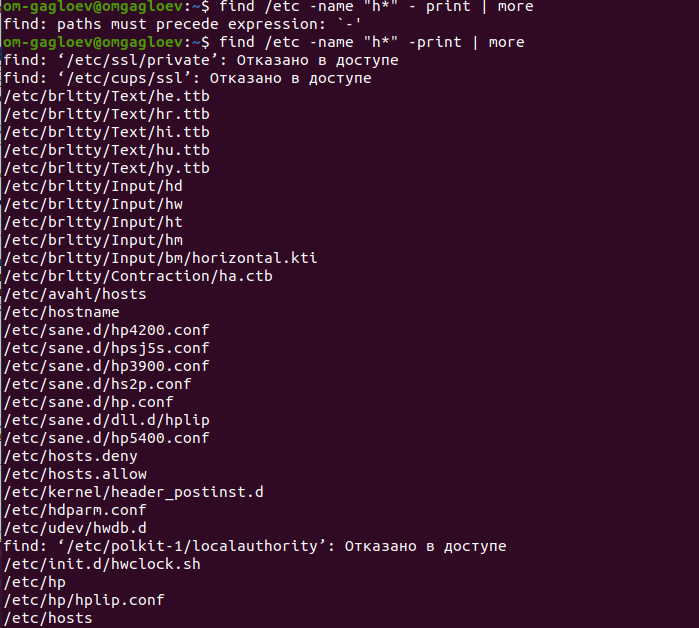 om-gagloev@omgagloev:~$ find /etc -name "h*" - print | more
find: paths must precede expression: `-'
om-gagloev@omgagloev:~$ find /etc -name "h*" -print | more
find: ‘/etc/ssl/private’: Отказано в доступе
find: ‘/etc/cups/ssl’: Отказано в доступе
/etc/brltty/Text/he.ttb
/etc/brltty/Text/hr.ttb
/etc/brltty/Text/hi.ttb
/etc/brltty/Text/hu.ttb
/etc/brltty/Text/hy.ttb
/etc/brltty/Input/hd
/etc/brltty/Input/hw
/etc/brltty/Input/ht
/etc/brltty/Input/hm
/etc/brltty/Input/bm/horizontal.kti
/etc/brltty/Contraction/ha.ctb
/etc/avahi/hosts
/etc/hostname
/etc/sane.d/hp4200.conf
/etc/sane.d/hpsj5s.conf
/etc/sane.d/hp3900.conf
/etc/sane.d/hs2p.conf
/etc/sane.d/hp.conf
/etc/sane.d/dll.d/hplip
/etc/sane.d/hp5400.conf
/etc/hosts.deny
/etc/hosts.allow
/etc/kernel/header_postinst.d
/etc/hdparm.conf
/etc/udev/hwdb.d
find: ‘/etc/polkit-1/localauthority’: Отказано в доступе
/etc/init.d/hwclock.sh
/etc/hp
/etc/hp/hplip.conf
/etc/hosts